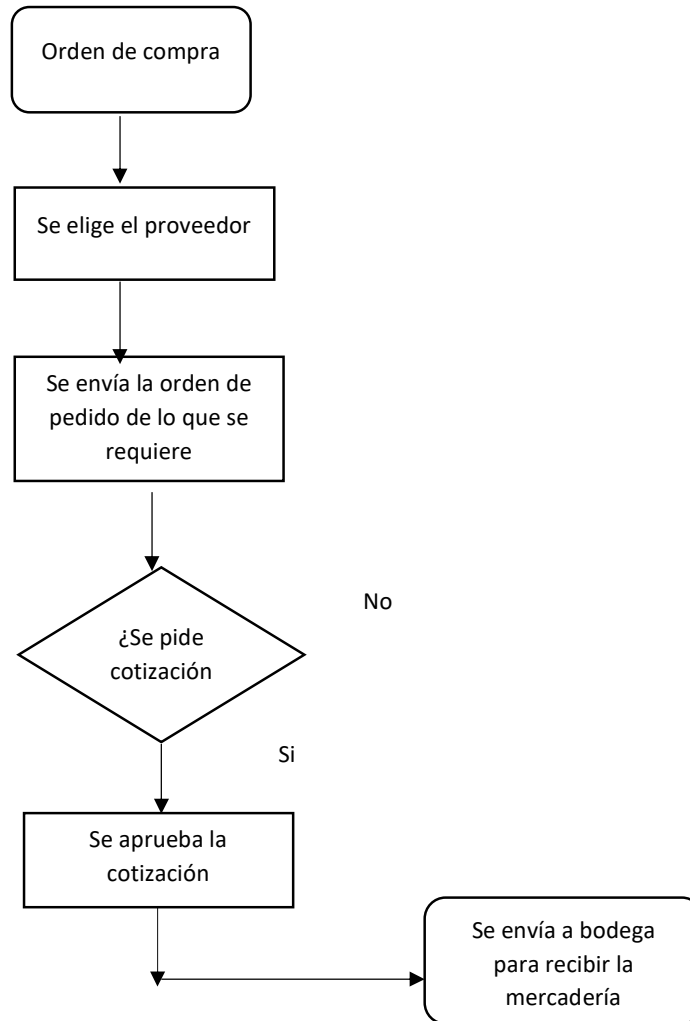 Orden de compra
Se elige el proveedor
Se envía la orden de
pedido de lo que se
requiere
No
¿Se pide
cotización
Si
Se aprueba la
cotización
Se envía a bodega
para recibir la
mercadería